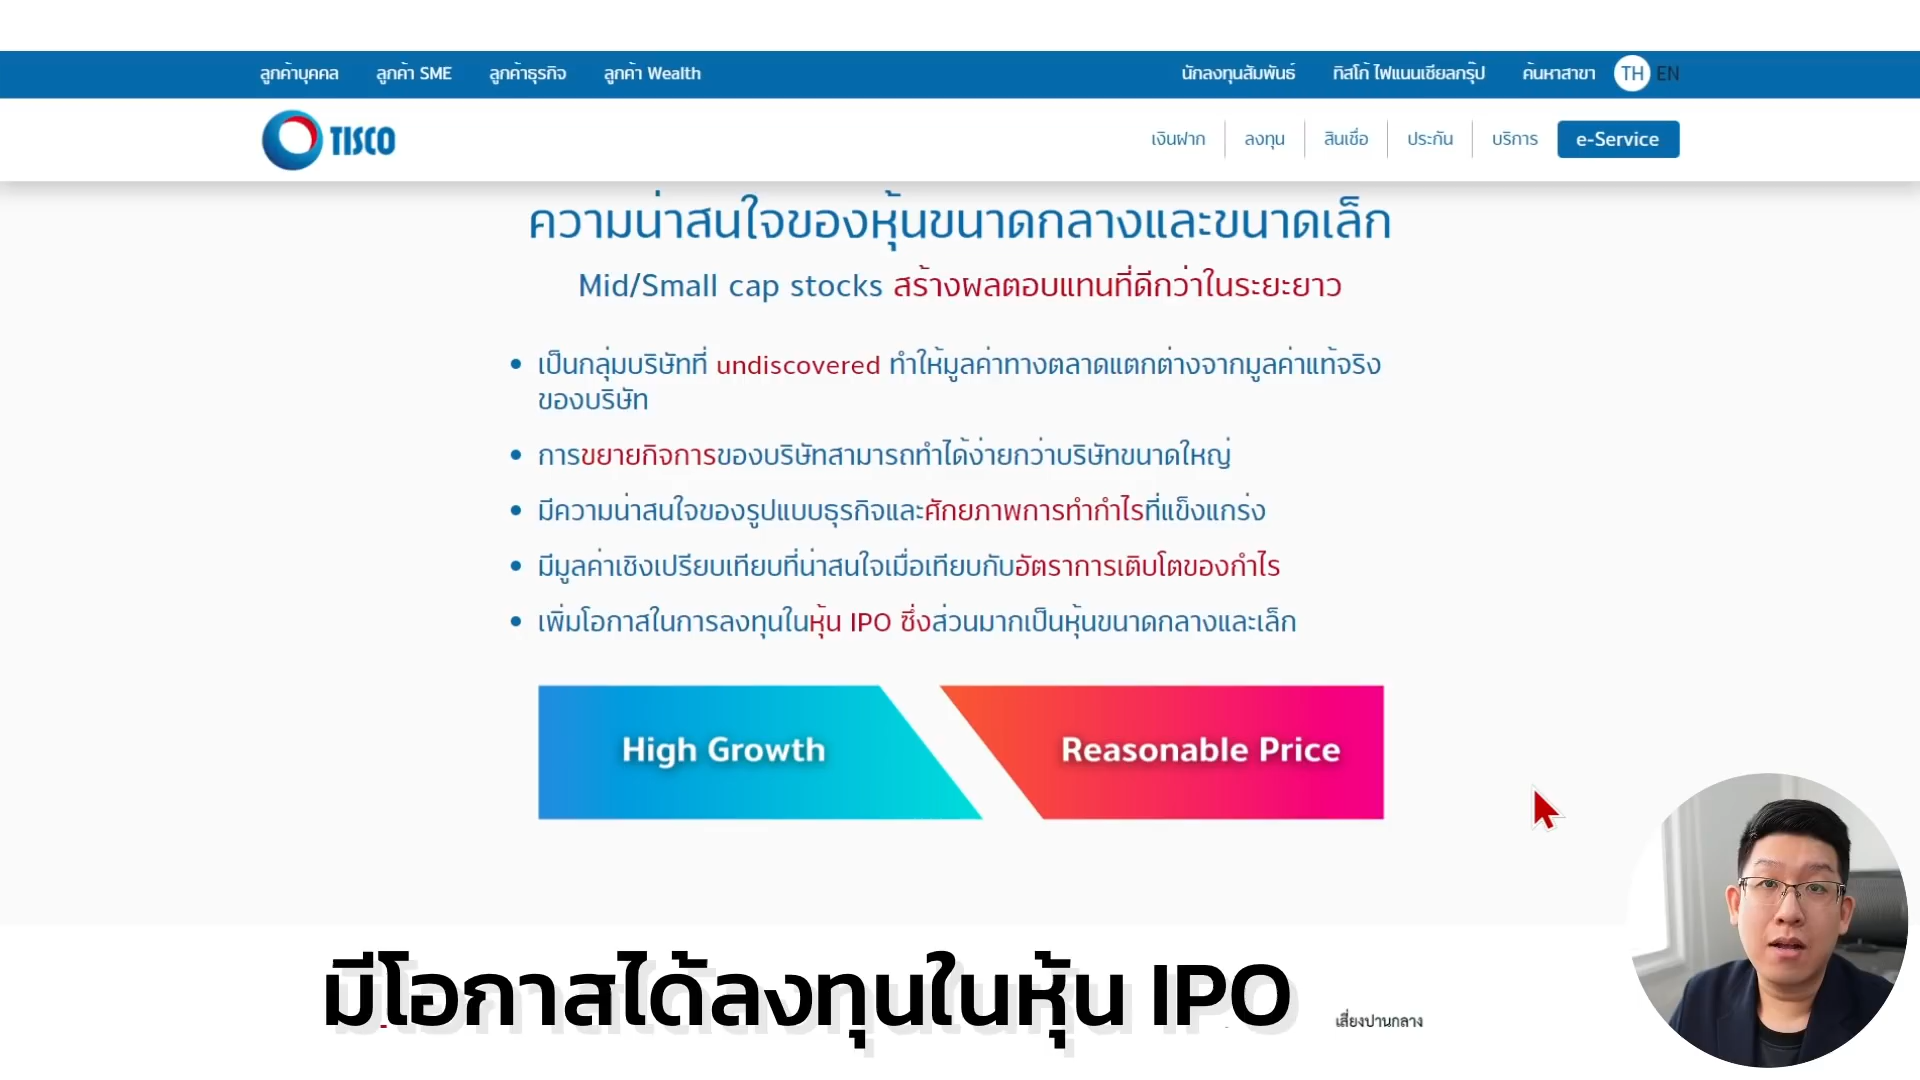 ลูกค้าบุคคล ลูกค้า SME ลูกค้าธุรกิจ ลูกค้า Wealth นักลงทุนสัมพันธ์ ทิสโก้ ไฟแนนเชียลกรุ๊ป ค้นหาสาขา TH EN
TISCO เงินฝาก ลงทุน สินเชื่อ ประกัน บริการ e-Service
ความน่าสนใจของหุ้นขนาดกลางและขนาดเล็ก
Mid/Small cap stocks สร้างผลตอบแทนที่ดีกว่าในระยะยาว
• เป็นกลุ่มบริษัทที่ undiscovered ทำให้มูลค่าทางตลาดแตกต่างจากมูลค่าแท้จริง
ของบริษัท
• การขยายกิจการของบริษัทสามารถทำได้ง่ายกว่าบริษัทขนาดใหญ่
• มีความน่าสนใจของรูปแบบธุรกิจและศักยภาพการทำกำไรที่แข็งแกร่ง
• มีมูลค่าเชิงเปรียบเทียบที่น่าสนใจเมื่อเทียบกับอัตราการเติบโตของกำไร
• เพิ่มโอกาสในการลงทุนในหุ้น IPO ซึ่งส่วนมากเป็นหุ้นขนาดกลางและเล็ก
High Growth Reasonable Price
มีโอกาสได้ลงทุนในหุ้น IPO
เสี่ยงปานกลาง